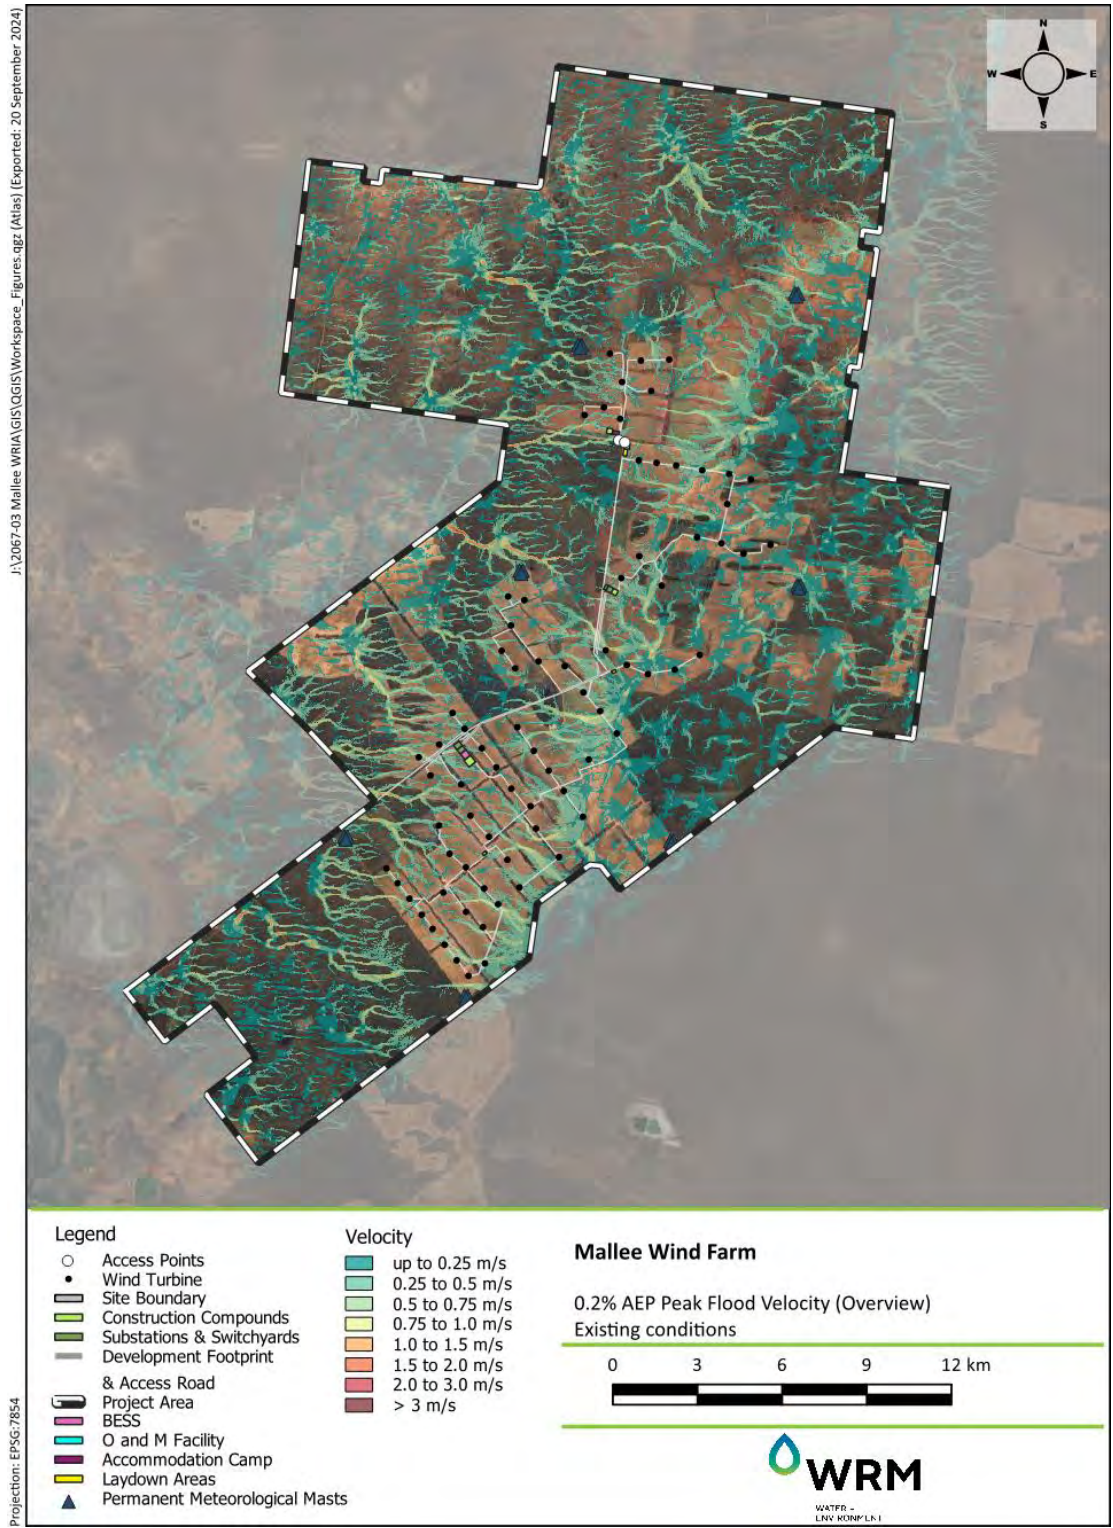 J:\2067-03 Mallee WRIA\GIS\QGIS\Workspace_Figures.qgz (Atlas) (Exported: 20 September 2024)
N
W
E
S
Projection: EPSG:7854
Legend
Access Points
Wind Turbine
Site Boundary
Construction Compounds
Substations & Switchyards
Development Footprint
& Access Road
Project Area
BESS
O and M Facility
Accommodation Camp
Laydown Areas
Permanent Meteorological Masts
Velocity
up to 0.25 m/s
0.25 to 0.5 m/s
0.5 to 0.75 m/s
0.75 to 1.0 m/s
1.0 to 1.5 m/s
1.5 to 2.0 m/s
2.0 to 3.0 m/s
> 3 m/s
Mallee Wind Farm
0.2% AEP Peak Flood Velocity (Overview)
Existing conditions
0 3 6 9 12 km
WRM
WATER +
ENVIRONMENT